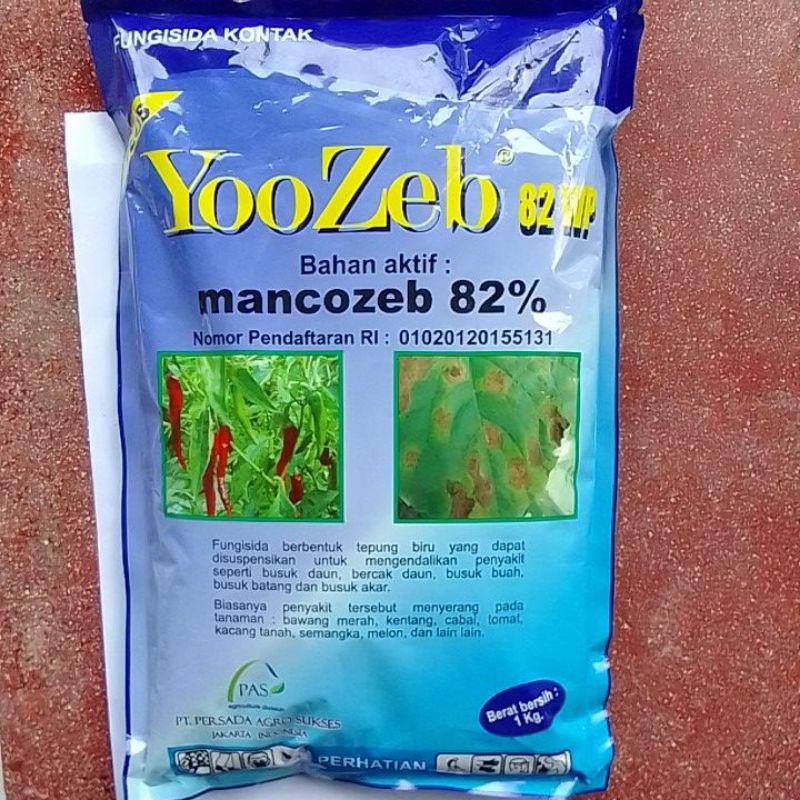 FUNGISIDA KONTAK
YooZeb® 82 WP
Bahan aktif :
mancozeb 82%
Nomor Pendaftaran RI : 01020120155131
Fungisida berbentuk tepung biru yang dapat
disuspensikan untuk mengendalikan penyakit
seperti busuk daun, bercak daun, busuk buah,
busuk batang dan busuk akar.
Biasanya penyakit tersebut menyerang pada
tanaman : bawang merah, kentang, cabai, tomat,
kacang tanah, semangka, melon, dan lain lain.
PAS
agriculture division
PT. PERSADA AGRO SUKSES
JAKARTA INDONESIA
Berat bersih :
1 Kg.
PERHATIAN